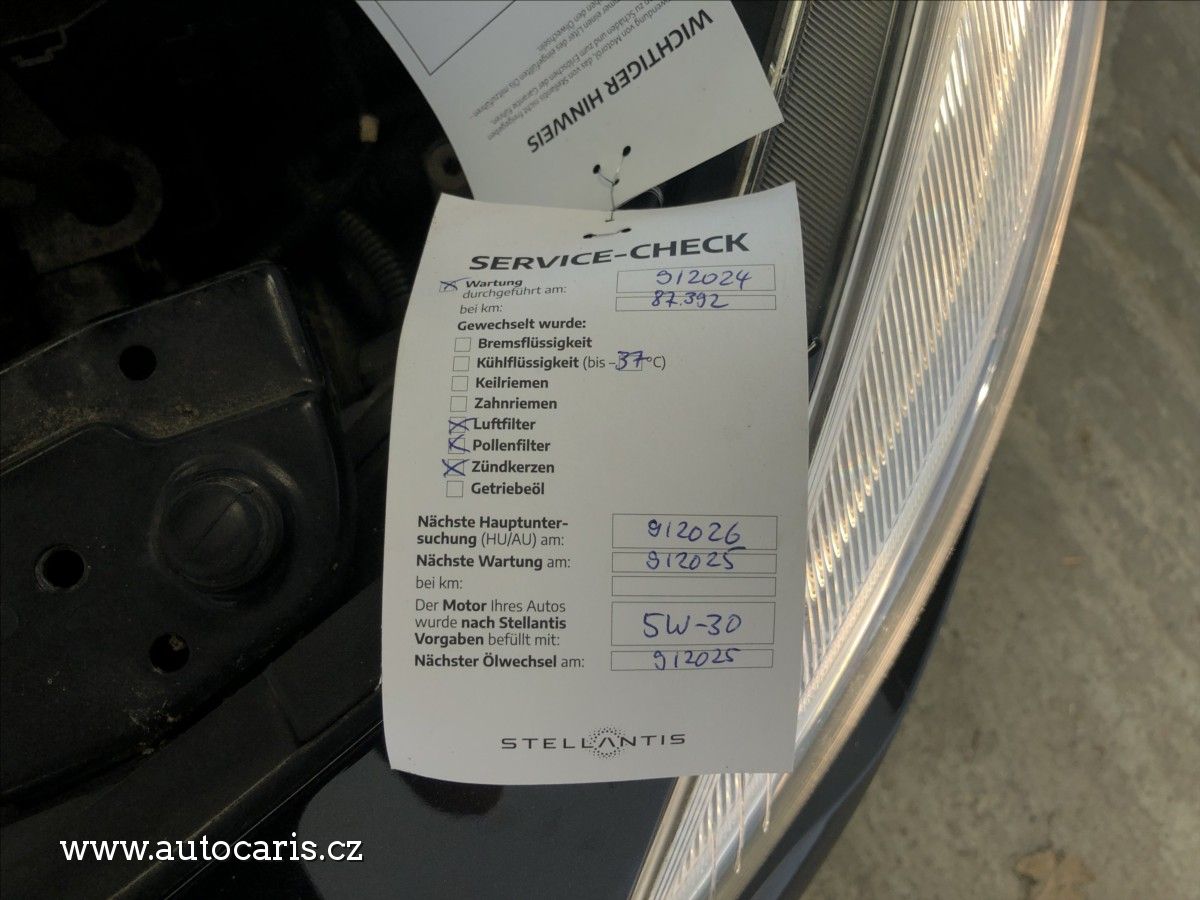 WICHTIGER HINWEIS
SERVICE-CHECK
Wartung
durchgeführt am: 9/2024
bei km: 87.392
Gewechselt wurde:
Bremsflüssigkeit
Kühlflüssigkeit (bis -37°C)
Keilriemen
Zahnriemen
Luftfilter
Pollenfilter
Zündkerzen
Getriebeöl
Nächste Hauptunter-
suchung (HU/AU) am: 9/2026
Nächste Wartung am: 9/2025
bei km:
Der Motor Ihres Autos
wurde nach Stellantis
Vorgaben befüllt mit: 5W-30
Nächster Ölwechsel am: 9/2025
STELLANTIS
www.autocaris.cz